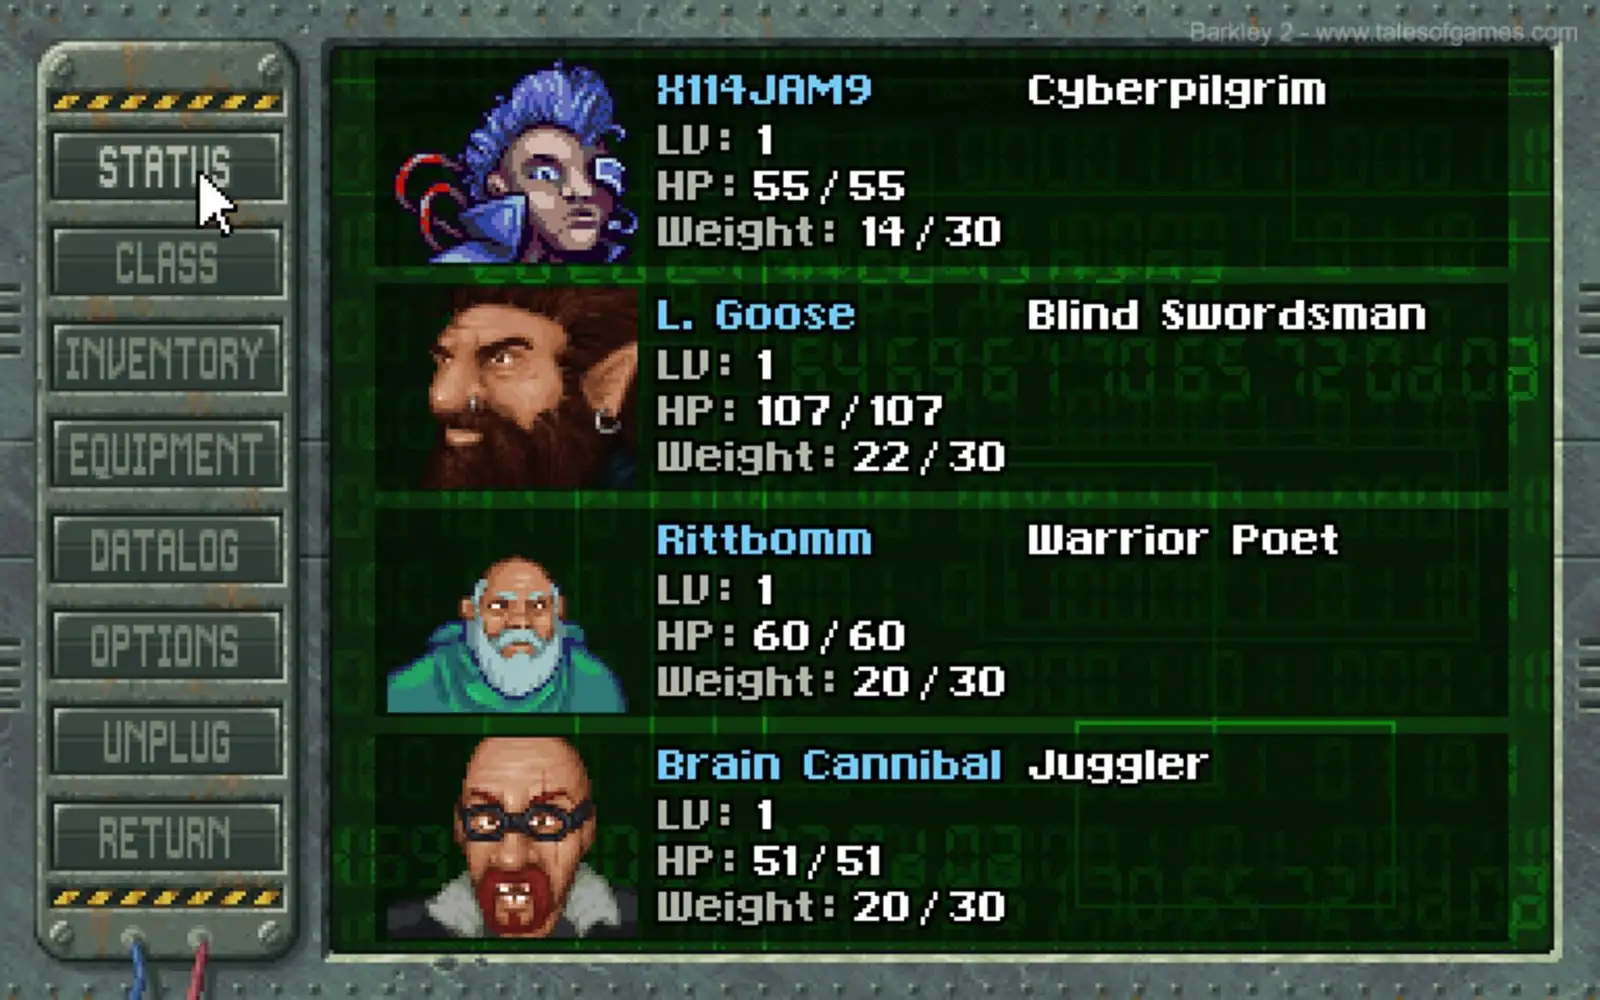 Barkley 2 - www.talesofgames.com
STATUS
CLASS
INVENTORY
EQUIPMENT
DATALOG
OPTIONS
UNPLUG
RETURN
X114JAM9 Cyberpilgrim
LV: 1
HP: 55/55
Weight: 14/30
L. Goose Blind Swordsman
LV: 1
HP: 107/107
Weight: 22/30
Rittbomm Warrior Poet
LV: 1
HP: 60/60
Weight: 20/30
Brain Cannibal Juggler
LV: 1
HP: 51/51
Weight: 20/30